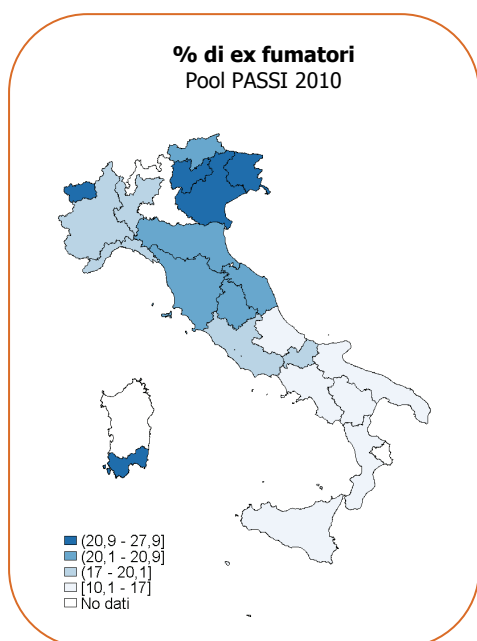 % di ex fumatori
Pool PASSI 2010
(20,9 - 27,9]
(20,1 - 20,9]
(17 - 20,1]
[10,1 - 17]
No dati